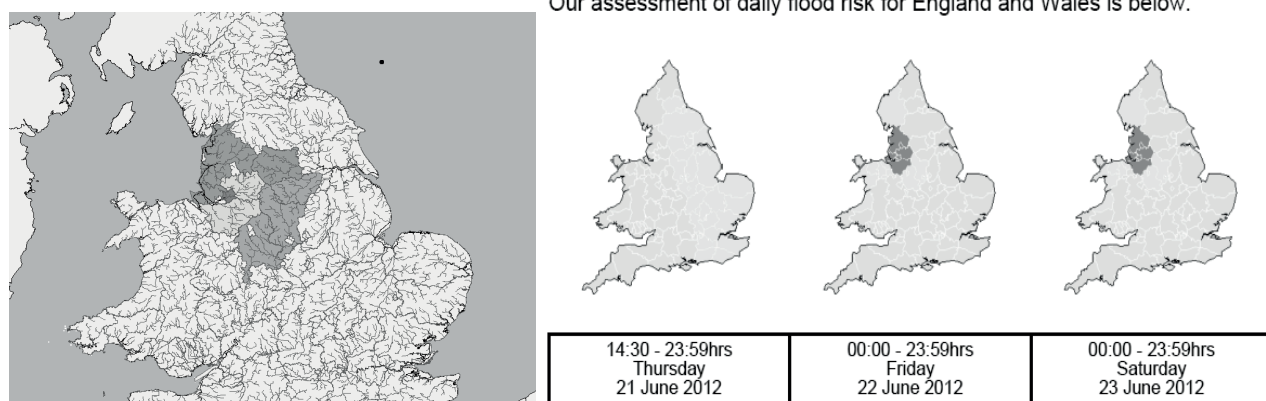 Our assessment of daily flood risk for England and Wales is below.
14:30 - 23:59hrs
Thursday
21 June 2012
00:00 - 23:59hrs
Friday
22 June 2012
00:00 - 23:59hrs
Saturday
23 June 2012